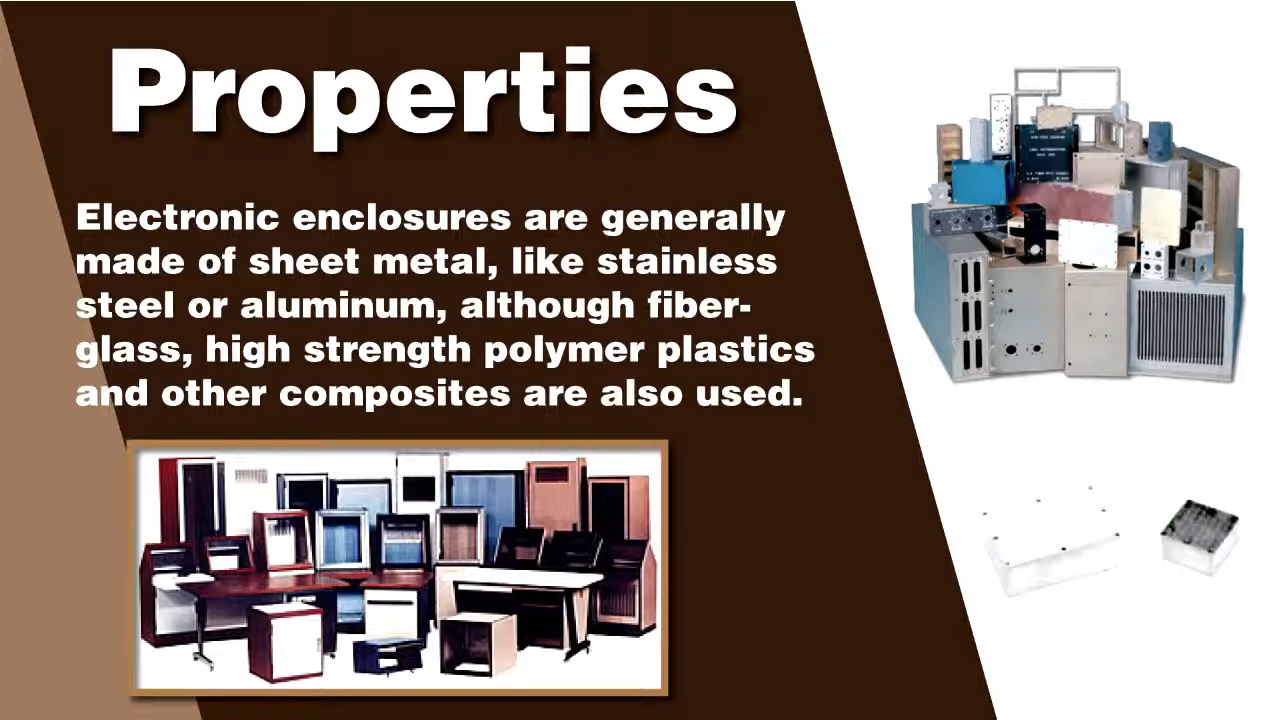 Properties
Electronic enclosures are generally
made of sheet metal, like stainless
steel or aluminum, although fiber-
glass, high strength polymer plastics
and other composites are also used.